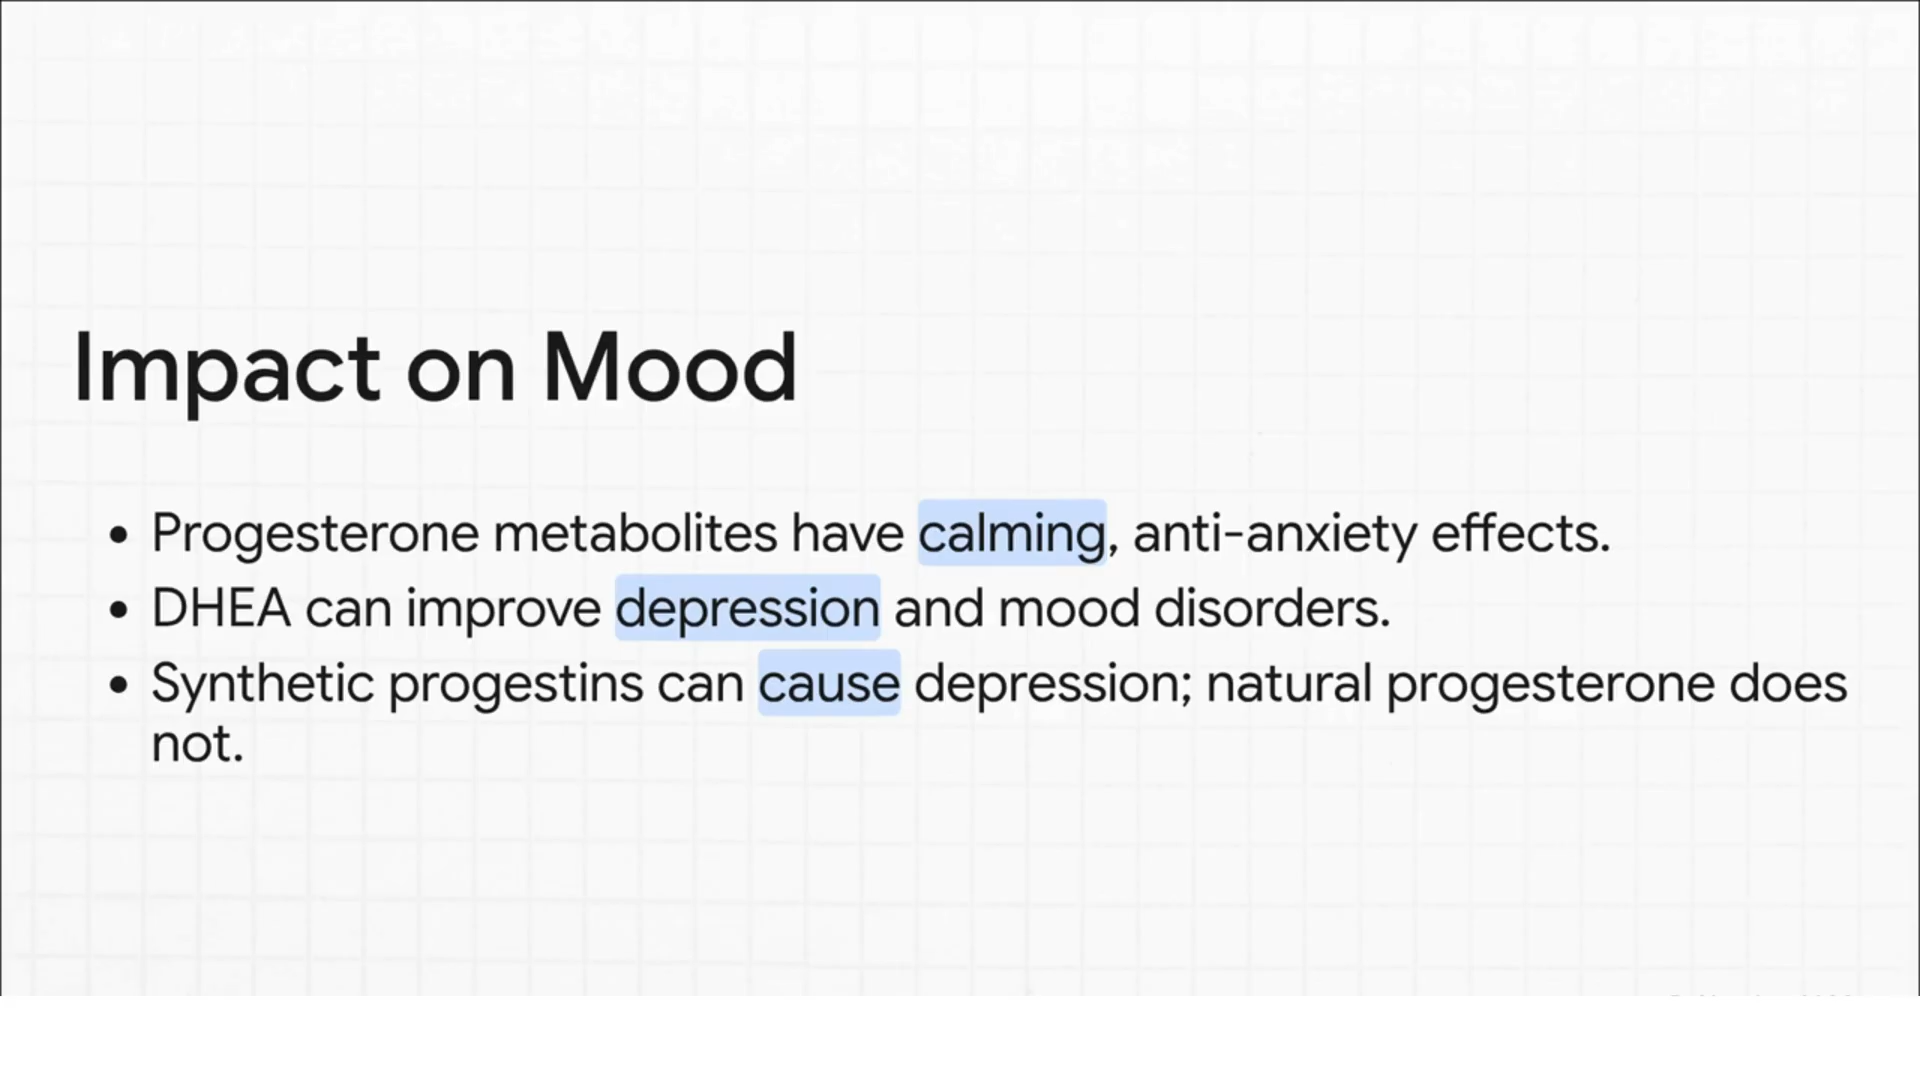 Impact on Mood
• Progesterone metabolites have calming, anti-anxiety effects.
• DHEA can improve depression and mood disorders.
• Synthetic progestins can cause depression; natural progesterone does
not.